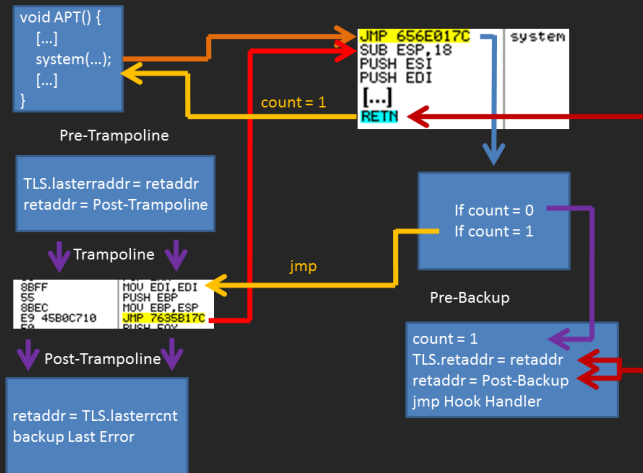 void APT() {
[...]
system(...);
[...]
}
JMP 656E017C
SUB ESP,18
PUSH ESI
PUSH EDI
[...]
RETN
system
count = 1
Pre-Trampoline
TLS.lasterraddr = retaddr
retaddr = Post-Trampoline
If count = 0
If count = 1
Trampoline
jmp
8BFF MOV EDI,EDI
55 PUSH EBP
8BEC MOV EBP,ESP
E9 45B0C710 JMP 7635B17C
Pre-Backup
count = 1
TLS.retaddr = retaddr
retaddr = Post-Backup
jmp Hook Handler
Post-Trampoline
retaddr = TLS.lasterrcnt
backup Last Error